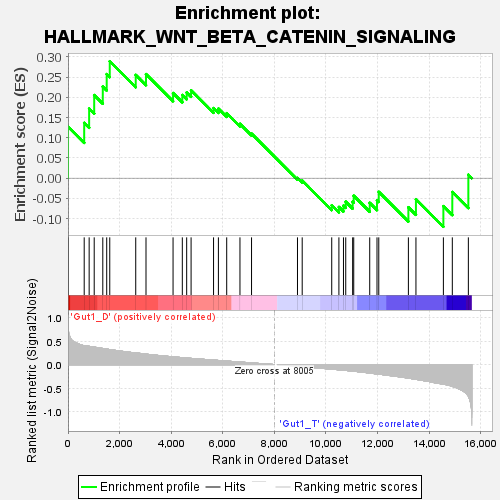 Enrichment plot:
HALLMARK_WNT_BETA_CATENIN_SIGNALING
Enrichment score (ES)
0.30
0.25
0.20
0.15
0.10
0.05
0.00
-0.05
-0.10
Ranked list metric (Signal2Noise)
'Gut1_D' (positively correlated)
1.0
0.5
0.0
-0.5
-1.0
Zero cross at 8005
'Gut1_T' (negatively correlated)
0 2,000 4,000 6,000 8,000 10,000 12,000 14,000 16,000
Rank in Ordered Dataset
Enrichment profile Hits Ranking metric scores